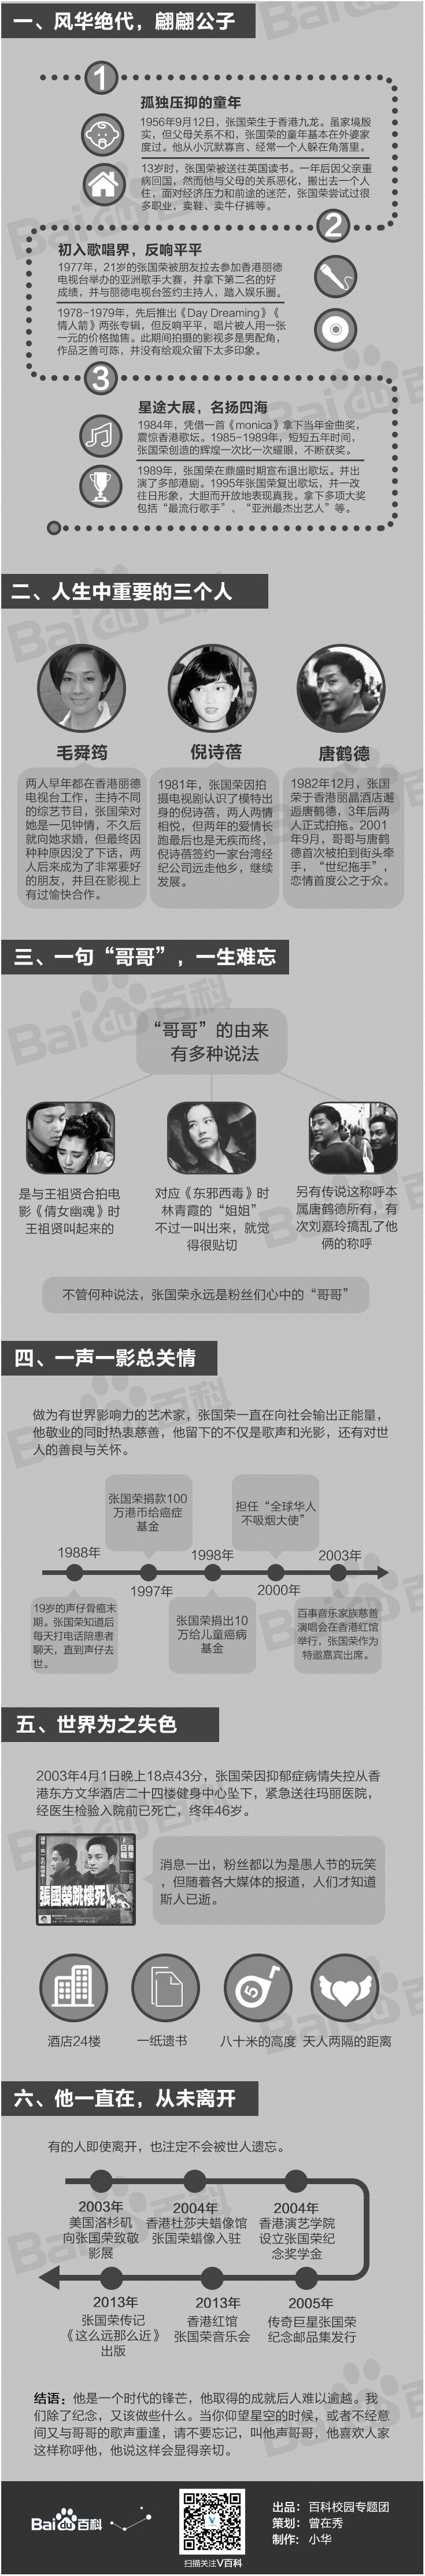 Baidu百科
一、风华绝代，翩翩公子
1
孤独压抑的童年
1956年9月12日，张国荣生于香港九龙。虽家境殷
实，但父母关系不和，张国荣的童年基本在外婆家
度过。他从小沉默寡言、经常一个人躲在角落里。
13岁时，张国荣被送往英国读书。一年后因父亲重
病回国，然而他与父母的关系恶化，搬出去一个人
住，面对经济压力和前途的迷茫，张国荣尝试过很
多职业，卖鞋、卖牛仔裤等。
2
初入歌唱界，反响平平
1977年，21岁的张国荣被朋友拉去参加香港丽德
电视台举办的亚洲歌手大赛，并拿下第二名的好
成绩，并与丽德电视台签约主持人，踏入娱乐圈。
1978-1979年，先后推出《Day Dreaming》《
情人箭》两张专辑，但反响平平，唱片被人用一张
一元的价格抛售。此期间拍摄的影视多是男配角，
作品乏善可陈，并没有给观众留下太多印象。
3
星途大展，名扬四海
1984年，凭借一首《monica》拿下当年金曲奖，
震惊香港歌坛。1985-1989年，短短五年时间，
张国荣创造的辉煌一次比一次耀眼，不断获奖。
1989年，张国荣在鼎盛时期宣布退出歌坛。并出
演了多部港剧。1995年张国荣复出歌坛，并一改
往日形象，大胆而开放地表现真我。拿下多项大奖
包括“最流行歌手”、“亚洲最杰出艺人”等。
二、人生中重要的三个人
毛舜筠
两人早年都在香港丽德
电视台工作，主持不同
的综艺节目，张国荣对
她是一见钟情，不久后
就向她求婚，但最终因
种种原因没了下话，两
人后来成为了非常要好
的朋友，并且在影视上
有过愉快合作。
倪诗蓓
1981年，张国荣因拍
摄电视剧认识了模特出
身的倪诗蓓，两人两情
相悦，但两年的爱情长
跑最后也是无疾而终，
倪诗蓓签约一家台湾经
纪公司远走他乡，继续
发展。
唐鹤德
1982年12月，张国
荣于香港丽晶酒店邂
逅唐鹤德，3年后两
人正式拍拖。2001
年9月，哥哥与唐鹤
德首次被拍到街头牵
手，“世纪拖手”，
恋情首度公之于众。
三、一句“哥哥”，一生难忘
“哥哥”的由来
有多种说法
是与王祖贤合拍电
影《倩女幽魂》时
王祖贤叫起来的
对应《东邪西毒》时
林青霞的“姐姐”
不过一叫出来，就觉
得很贴切
另有传说这称呼本
属唐鹤德所有，有
次刘嘉玲搞乱了他
俩的称呼
不管何种说法，张国荣永远是粉丝们心中的“哥哥”
四、一声一影总关情
做为有世界影响力的艺术家，张国荣一直在向社会输出正能量，
他敬业的同时热衷慈善，他留下的不仅是歌声和光影，还有对世
人的善良与关怀。
张国荣捐款100
万港币给癌症
基金
担任“全球华人
不吸烟大使”
1988年
1998年
2003年
1997年
2000年
19岁的声仔骨癌末
期。张国荣知道后
每天打电话陪患者
聊天，直到声仔去
世。
张国荣捐出10
万给儿童癌病
基金
百事音乐家族慈善
演唱会在香港红馆
举行，张国荣作为
特邀嘉宾出席。
五、世界为之失色
2003年4月1日晚上18点43分，张国荣因抑郁症病情失控从香
港东方文华酒店二十四楼健身中心坠下，紧急送往玛丽医院，
经医生检验入院前已死亡，终年46岁。
張國榮跳樓死
消息一出，粉丝都以为是愚人节的玩笑
，但随着各大媒体的报道，人们才知道
斯人已逝。
5
酒店24楼
一纸遗书
八十米的高度
天人两隔的距离
六、他一直在，从未离开
有的人即使离开，也注定不会被世人遗忘。
2003年
美国洛杉矶
向张国荣致敬
影展
2004年
香港杜莎夫蜡像馆
张国荣蜡像入驻
2004年
香港演艺学院
设立张国荣纪
念奖学金
2013年
张国荣传记
《这么远那么近》
出版
2013年
香港红馆
张国荣音乐会
2005年
传奇巨星张国荣
纪念邮品集发行
结语：他是一个时代的锋芒，他取得的成就后人难以逾越。我
们除了纪念，又该做些什么。当你仰望星空的时候，或者不经意
间又与哥哥的歌声重逢，请不要忘记，叫他声哥哥，他喜欢人家
这样称呼他，他说这样会显得亲切。
Baidu百科
V
扫描关注V百科
出品：百科校园专题团
策划：曾在秀
制作：小华